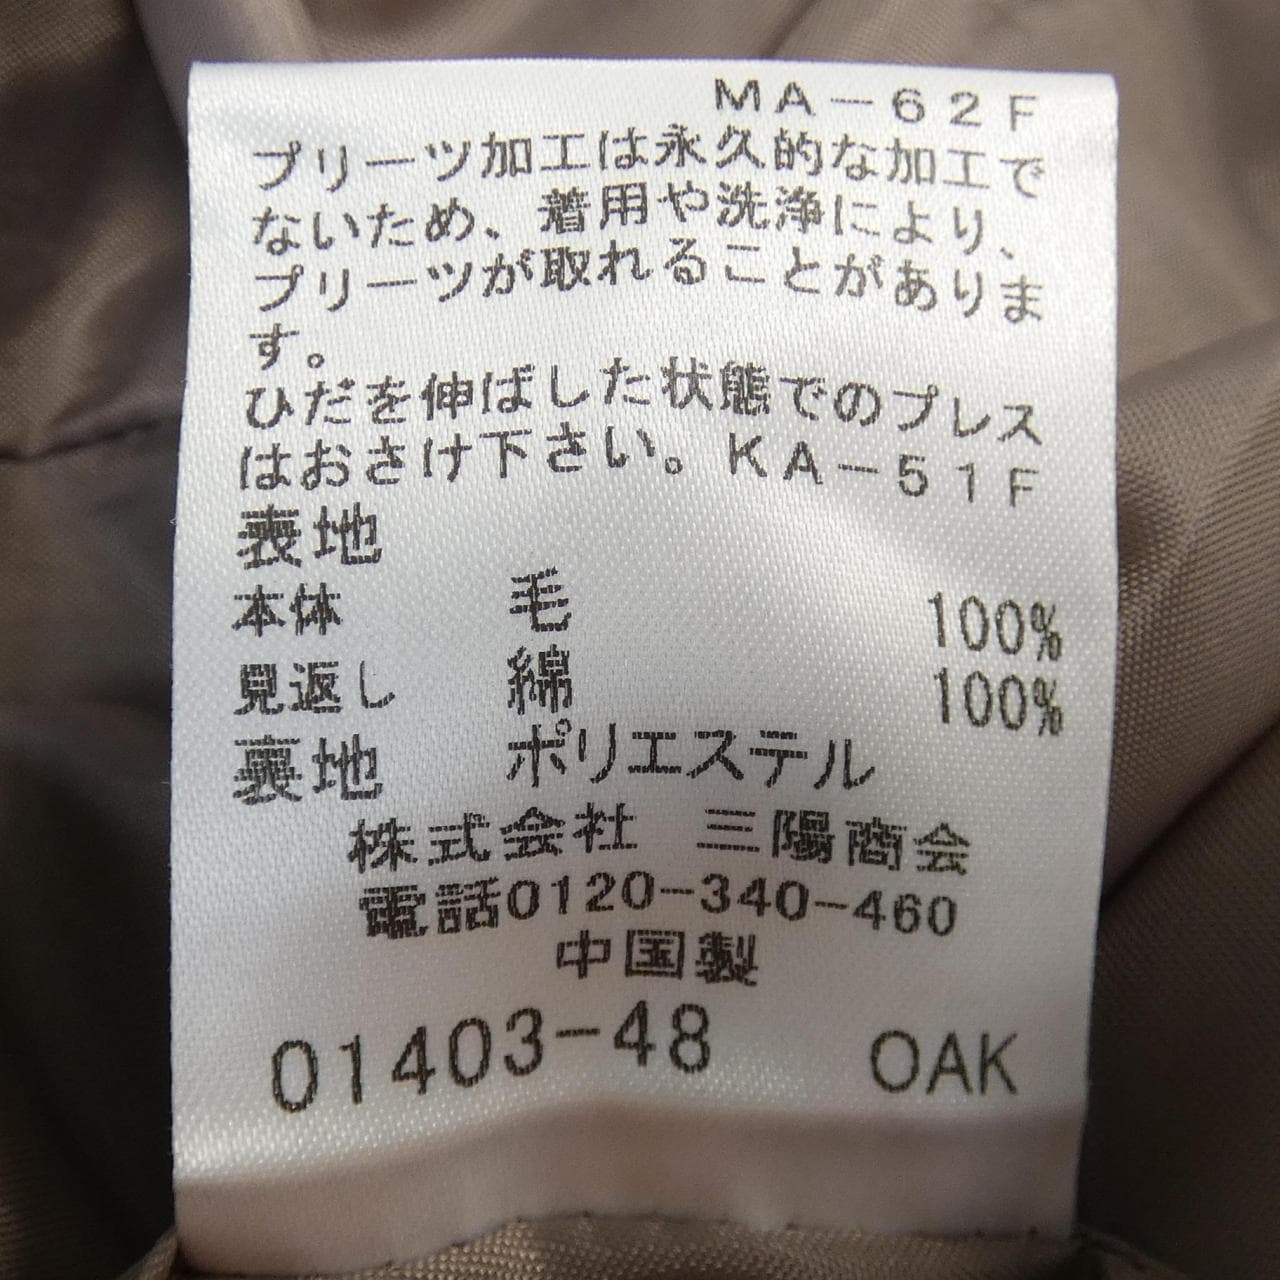 MA-62F
プリーツ加工は永久的な加工で
ないため、着用や洗浄により、
プリーツが取れることがありま
す。
ひだを伸ばした状態でのプレス
はおさけ下さい。KA-51F
表地
本体 毛 100%
見返し 綿 100%
裏地 ポリエステル
株式会社 三陽商会
電話0120-340-460
中国製
01403-48 OAK